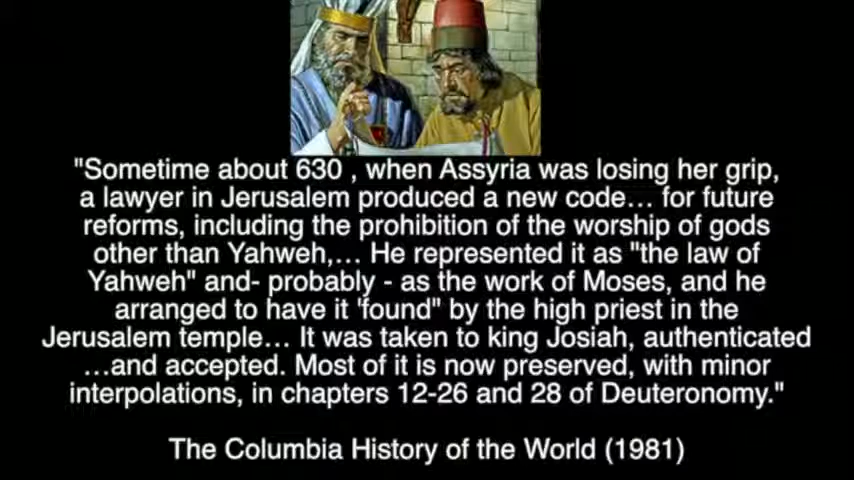 "Sometime about 630 , when Assyria was losing her grip,
a lawyer in Jerusalem produced a new code... for future
reforms, including the prohibition of the worship of gods
other than Yahweh,... He represented it as "the law of
Yahweh" and- probably - as the work of Moses, and he
arranged to have it 'found" by the high priest in the
Jerusalem temple... It was taken to king Josiah, authenticated
...and accepted. Most of it is now preserved, with minor
interpolations, in chapters 12-26 and 28 of Deuteronomy."
The Columbia History of the World (1981)